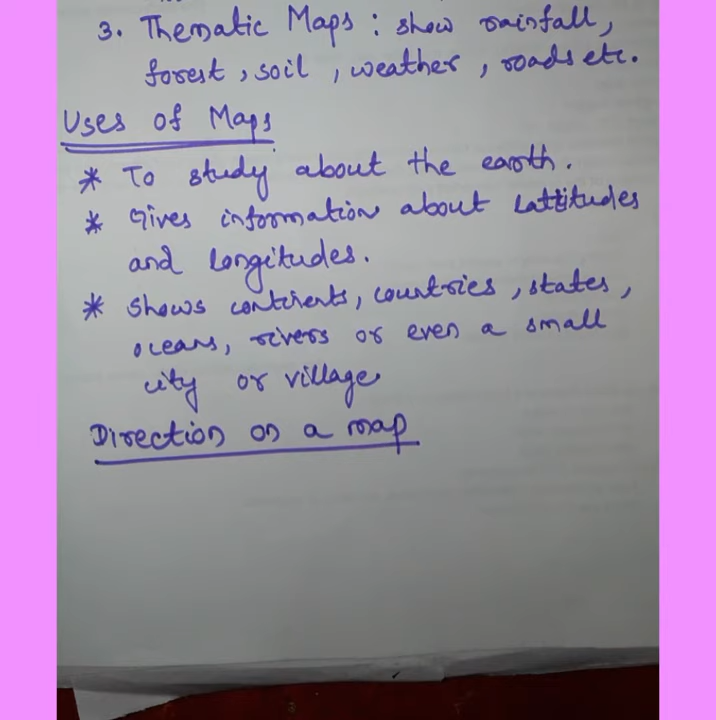 3. Thematic Maps : show rainfall,
forest, soil, weather, roads etc.
Uses of Maps
* To study about the earth.
* Gives information about Lattitudes
and Longitudes.
* Shows continents, countries, states,
oceans, rivers or even a small
city or village
Direction on a map